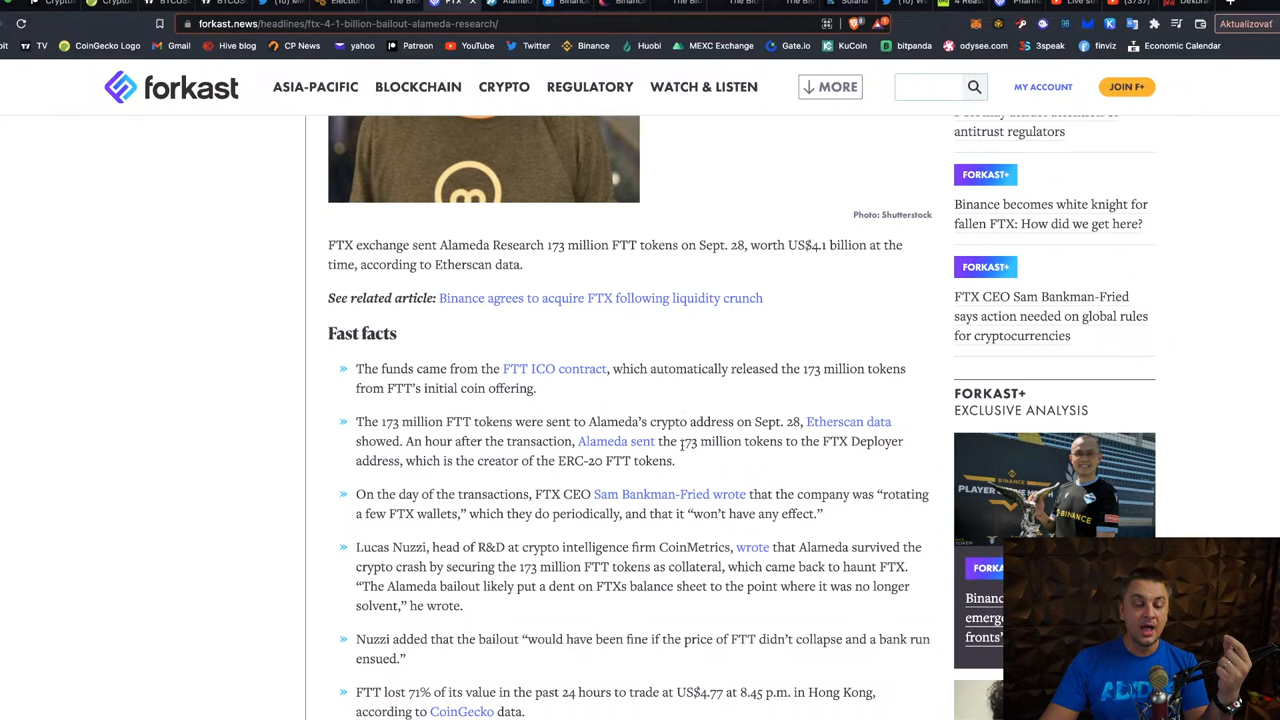 forkast.news/headlines/ftx-4-1-billion-bailout-alameda-research/
Aktualizovať
TV CoinGecko Logo Gmail Hive blog CP News yahoo Patreon YouTube Twitter Binance Huobi MEXC Exchange Gate.io KuCoin bitpanda odysee.com 3speak finviz Economic Calendar
forkast ASIA-PACIFIC BLOCKCHAIN CRYPTO REGULATORY WATCH & LISTEN MORE MY ACCOUNT JOIN F+
antitrust regulators
FORKAST+
Binance becomes white knight for
fallen FTX: How did we get here?
FORKAST+
FTX CEO Sam Bankman-Fried
says action needed on global rules
for cryptocurrencies
FORKAST+
EXCLUSIVE ANALYSIS
Photo: Shutterstock
FTX exchange sent Alameda Research 173 million FTT tokens on Sept. 28, worth US$4.1 billion at the
time, according to Etherscan data.
See related article: Binance agrees to acquire FTX following liquidity crunch
Fast facts
» The funds came from the FTT ICO contract, which automatically released the 173 million tokens
from FTT's initial coin offering.
» The 173 million FTT tokens were sent to Alameda's crypto address on Sept. 28, Etherscan data
showed. An hour after the transaction, Alameda sent the 173 million tokens to the FTX Deployer
address, which is the creator of the ERC-20 FTT tokens.
» On the day of the transactions, FTX CEO Sam Bankman-Fried wrote that the company was “rotating
a few FTX wallets,” which they do periodically, and that it “won't have any effect.”
» Lucas Nuzzi, head of R&D at crypto intelligence firm CoinMetrics, wrote that Alameda survived the
crypto crash by securing the 173 million FTT tokens as collateral, which came back to haunt FTX.
“The Alameda bailout likely put a dent on FTXs balance sheet to the point where it was no longer
solvent,” he wrote.
» Nuzzi added that the bailout “would have been fine if the price of FTT didn't collapse and a bank run
ensued.”
» FTT lost 71% of its value in the past 24 hours to trade at US$4.77 at 8.45 p.m. in Hong Kong,
according to CoinGecko data.
BINANCE